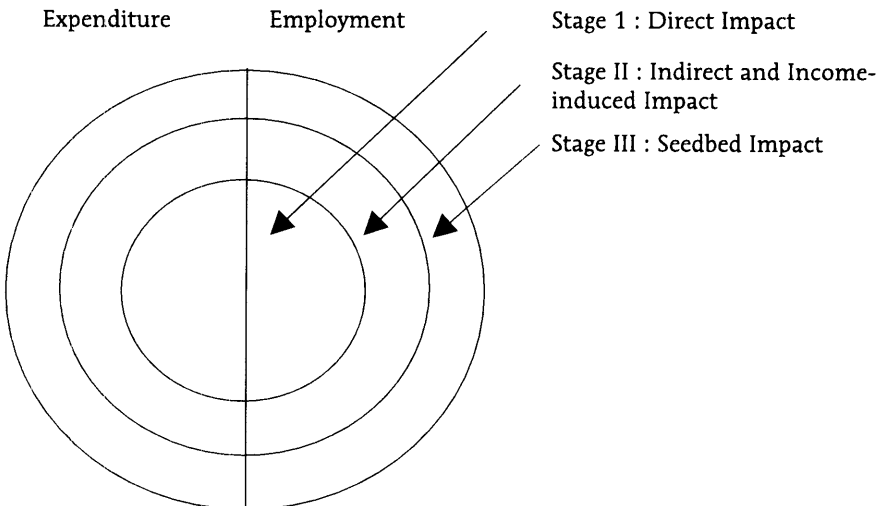 Expenditure
Employment
Stage 1 : Direct Impact
Stage II : Indirect and Income-
induced Impact
Stage III : Seedbed Impact